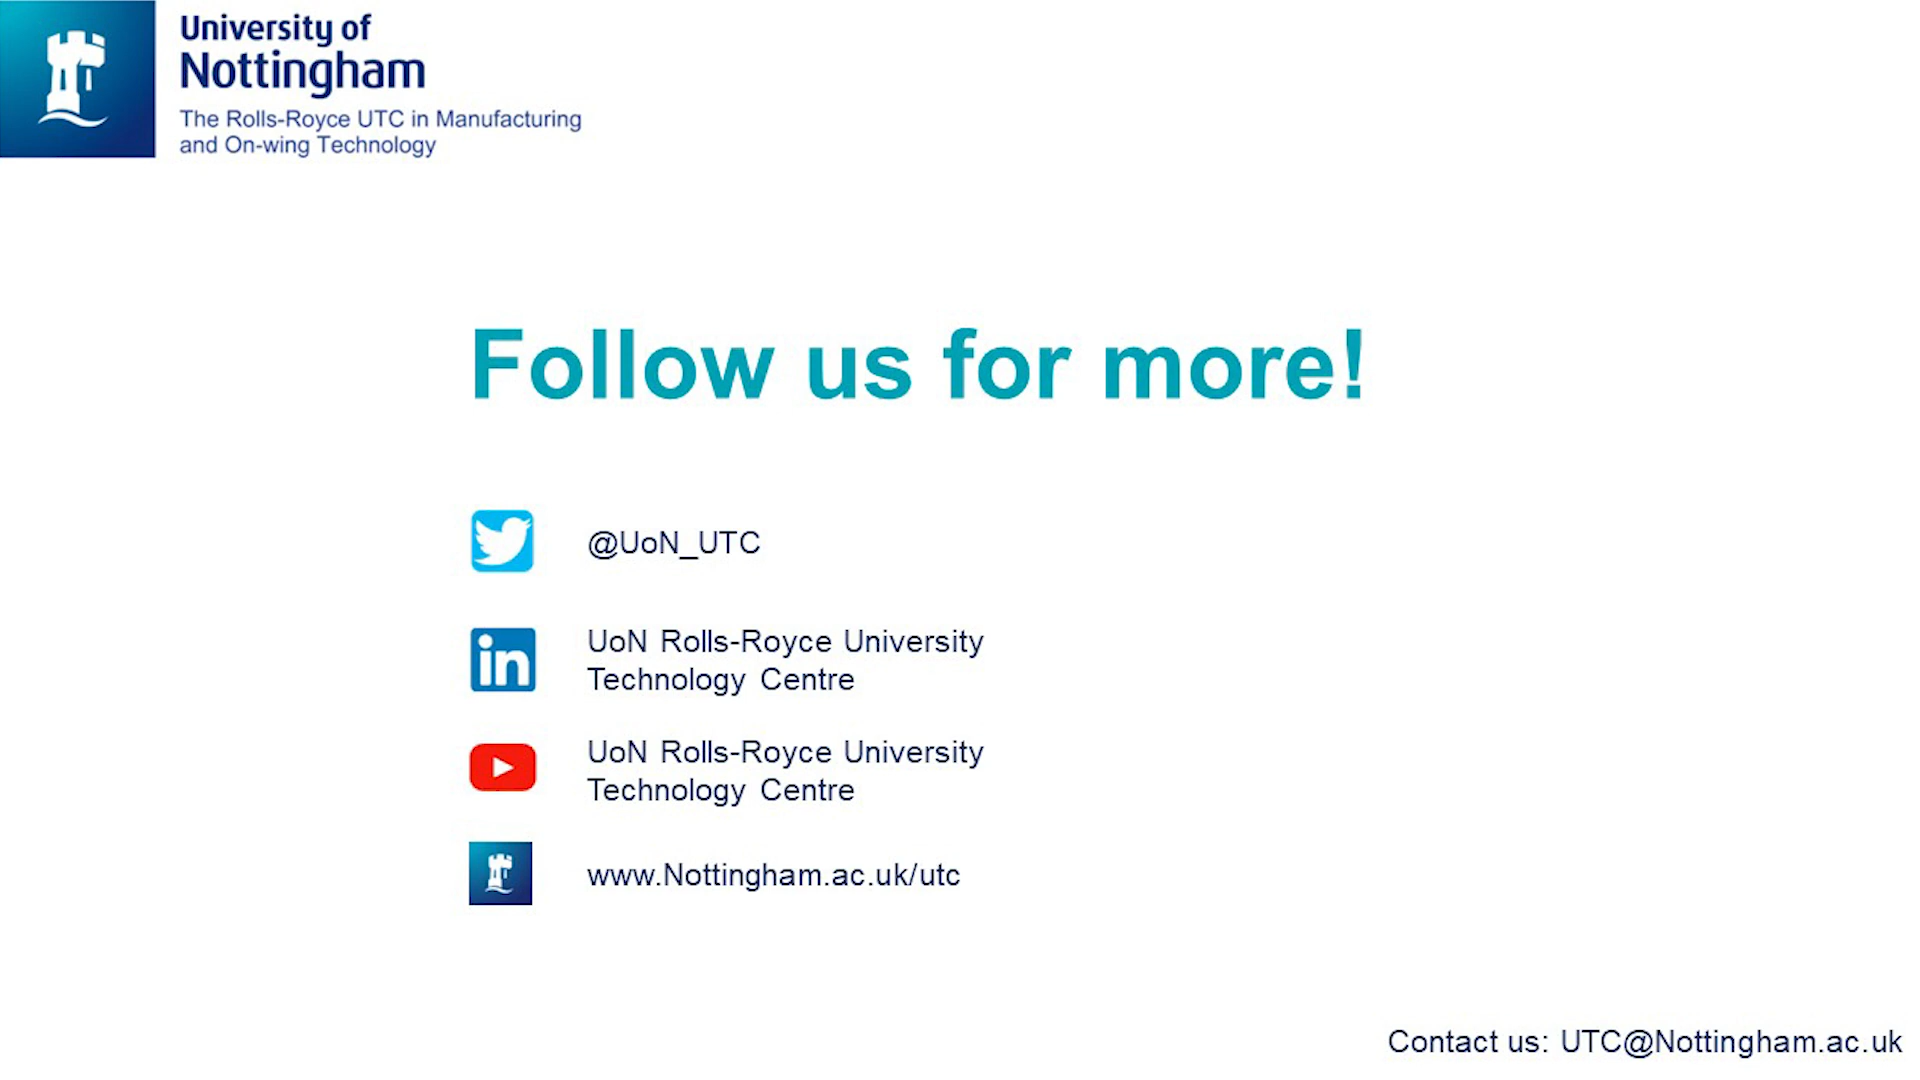 University of
Nottingham
The Rolls-Royce UTC in Manufacturing
and On-wing Technology
Follow us for more!
@UoN_UTC
in
UoN Rolls-Royce University
Technology Centre
UoN Rolls-Royce University
Technology Centre
www.Nottingham.ac.uk/utc
Contact us: UTC@Nottingham.ac.uk